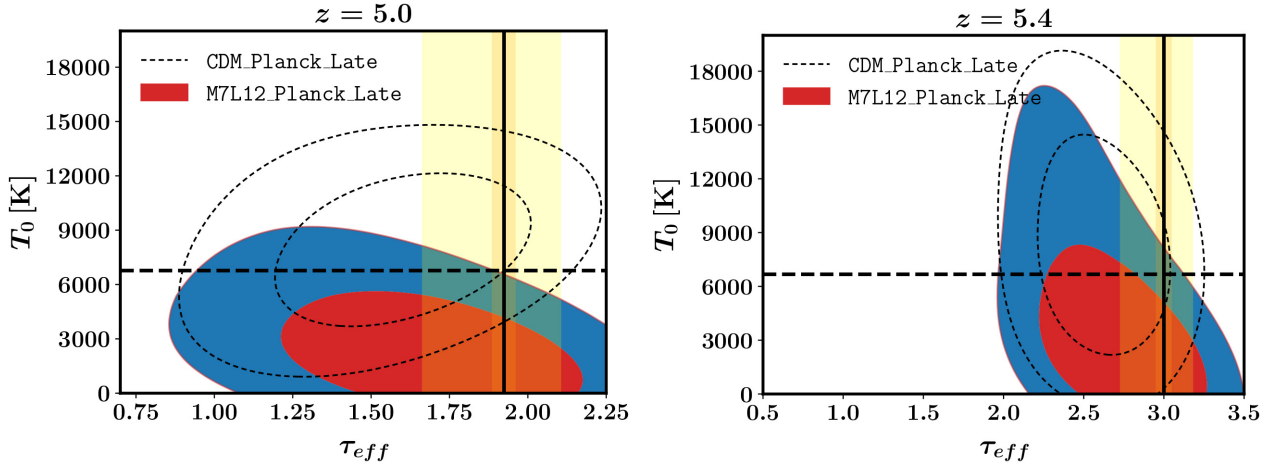 z = 5.0
CDM_Planck_Late
M7L12_Planck_Late
T₀ [K]
18000
15000
12000
9000
6000
3000
0
0.75 1.00 1.25 1.50 1.75 2.00 2.25
τ_eff
z = 5.4
CDM_Planck_Late
M7L12_Planck_Late
T₀ [K]
18000
15000
12000
9000
6000
3000
0
0.5 1.0 1.5 2.0 2.5 3.0 3.5
τ_eff